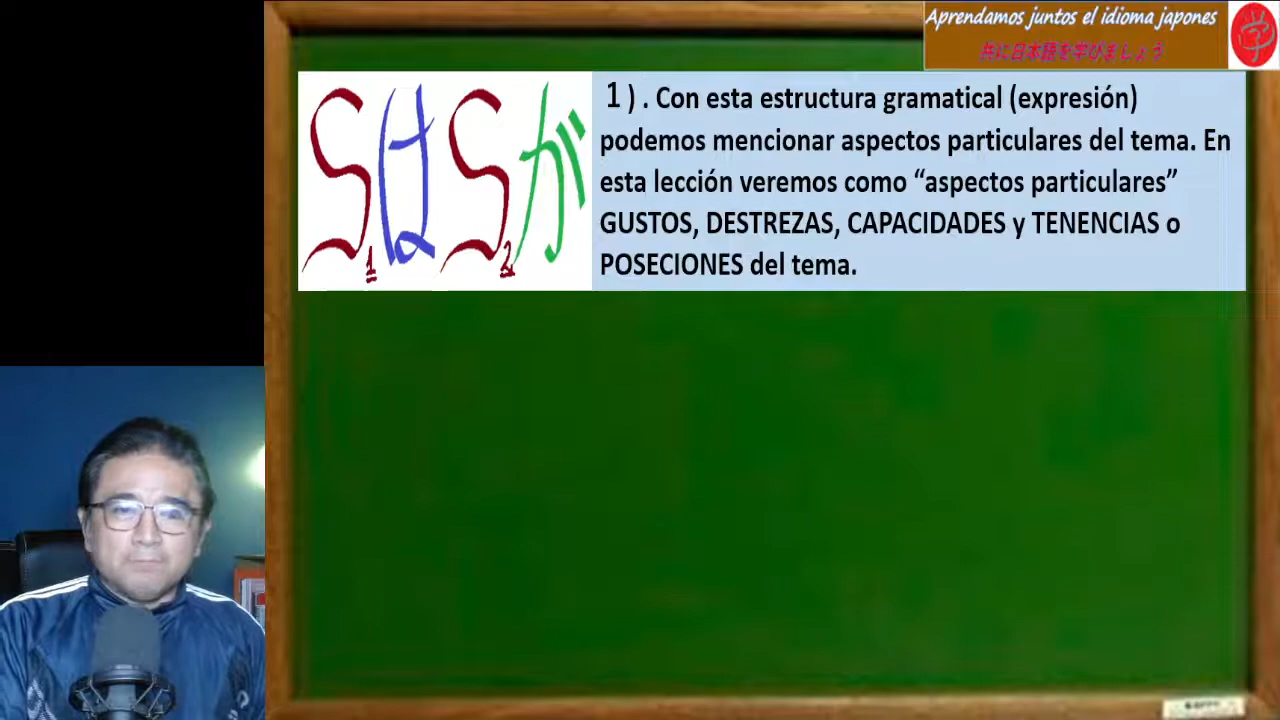 Aprendamos juntos el idioma japones
共に日本語を学びましょう
学
S1はS2が
1) . Con esta estructura gramatical (expresión)
podemos mencionar aspectos particulares del tema. En
esta lección veremos como “aspectos particulares”
GUSTOS, DESTREZAS, CAPACIDADES y TENENCIAS o
POSECIONES del tema.